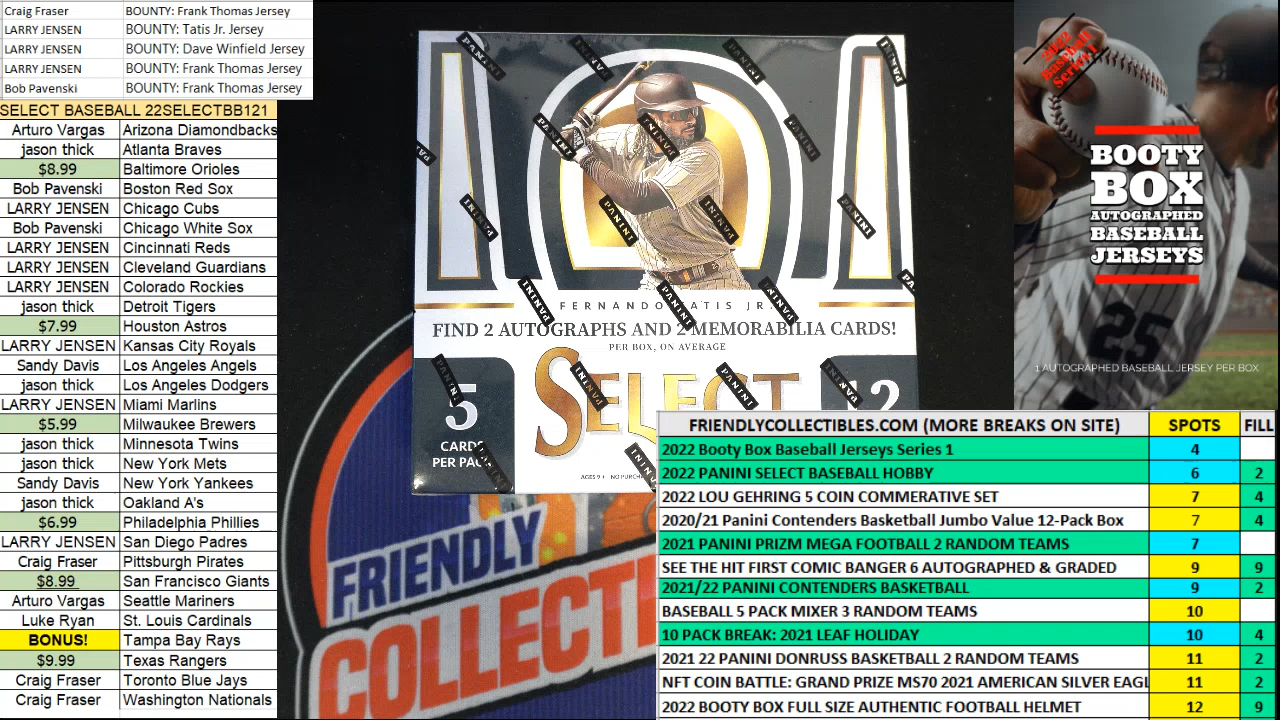 Craig Fraser BOUNTY: Frank Thomas Jersey
LARRY JENSEN BOUNTY: Tatis Jr. Jersey
LARRY JENSEN BOUNTY: Dave Winfield Jersey
LARRY JENSEN BOUNTY: Frank Thomas Jersey
Bob Pavenski BOUNTY: Frank Thomas Jersey
SELECT BASEBALL 22SELECTBB121
Arturo Vargas Arizona Diamondbacks
jason thick Atlanta Braves
$8.99 Baltimore Orioles
Bob Pavenski Boston Red Sox
LARRY JENSEN Chicago Cubs
Bob Pavenski Chicago White Sox
LARRY JENSEN Cincinnati Reds
LARRY JENSEN Cleveland Guardians
LARRY JENSEN Colorado Rockies
jason thick Detroit Tigers
$7.99 Houston Astros
LARRY JENSEN Kansas City Royals
Sandy Davis Los Angeles Angels
jason thick Los Angeles Dodgers
LARRY JENSEN Miami Marlins
$5.99 Milwaukee Brewers
jason thick Minnesota Twins
jason thick New York Mets
Sandy Davis New York Yankees
jason thick Oakland A's
$6.99 Philadelphia Phillies
LARRY JENSEN San Diego Padres
Craig Fraser Pittsburgh Pirates
$8.99 San Francisco Giants
Arturo Vargas Seattle Mariners
Luke Ryan St. Louis Cardinals
BONUS! Tampa Bay Rays
$9.99 Texas Rangers
Craig Fraser Toronto Blue Jays
Craig Fraser Washington Nationals
PANINI
FERNANDO TATIS JR.
FIND 2 AUTOGRAPHS AND 2 MEMORABILIA CARDS!
PER BOX, ON AVERAGE
SELECT
5
CARDS
PER PACK
12
AGES 9+
FRIENDLY
COLLECTI
2022
Baseball
Series 1
BOOTY
BOX
AUTOGRAPHED
BASEBALL
JERSEYS
25
1 AUTOGRAPHED BASEBALL JERSEY PER BOX
FRIENDLYCOLLECTIBLES.COM (MORE BREAKS ON SITE) SPOTS FILL
2022 Booty Box Baseball Jerseys Series 1 4
2022 PANINI SELECT BASEBALL HOBBY 6 2
2022 LOU GEHRING 5 COIN COMMERATIVE SET 7 4
2020/21 Panini Contenders Basketball Jumbo Value 12-Pack Box 7 4
2021 PANINI PRIZM MEGA FOOTBALL 2 RANDOM TEAMS 7
SEE THE HIT FIRST COMIC BANGER 6 AUTOGRAPHED & GRADED 9 9
2021/22 PANINI CONTENDERS BASKETBALL 9 2
BASEBALL 5 PACK MIXER 3 RANDOM TEAMS 10
10 PACK BREAK: 2021 LEAF HOLIDAY 10 4
2021 22 PANINI DONRUSS BASKETBALL 2 RANDOM TEAMS 11 2
NFT COIN BATTLE: GRAND PRIZE MS70 2021 AMERICAN SILVER EAGL 11 2
2022 BOOTY BOX FULL SIZE AUTHENTIC FOOTBALL HELMET 12 9